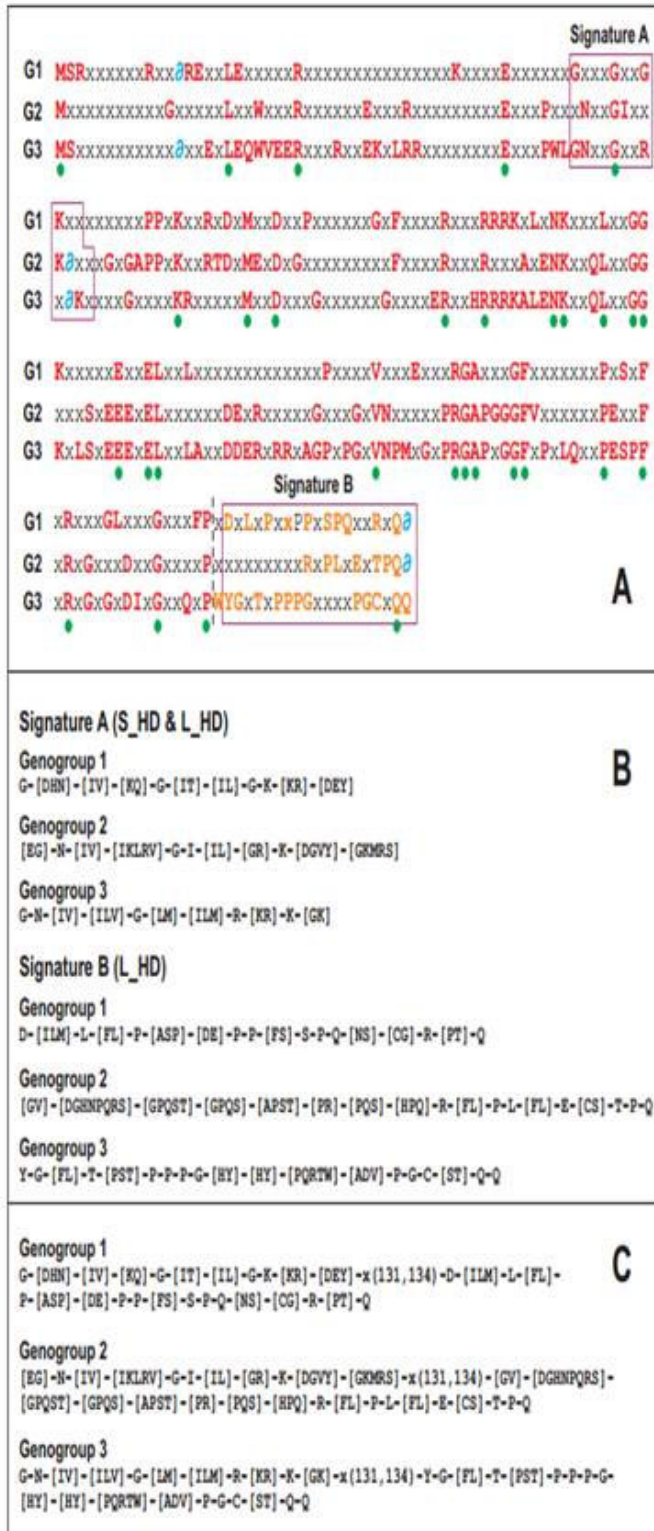 Signature A
G1 MSRxxxxxxRxx∂RExxLExxxxxRxxxxxxxxxxxKxxxxExxxxxxGxxxGxxG
G2 MxxxxxxxxxxGxxxxxLxxWxxxRxxxxxxExxxRxxxxxxxxExxxPxxxNxxGIxx
G3 MSxxxxxxxxxx∂xxExLEQWVEERxxxRxxEKxLRRxxxxxxxxExxxPWLGNxxGxxR
G1 KxxxxxxxxPPxKxxRxDxMxxDxxPxxxxxxGxFxxxxRxxxRRRKxLxNKxxxLxxGG
G2 K∂xxxGxGAPPxKxxRTDxMExDxGxxxxxxxxxFxxxxRxxxRxxxAxENKxxQLxxGG
G3 x∂KxxxxGxxxxKRxxxxxMxxDxxxGxxxxxxGxxxxERxxHRRRKALENKxxQLxxGG
G1 KxxxxxExxELxxLxxxxxxxxxxxxxPxxxxVxxxExxxRGAxxxGFxxxxxxxPxSxF
G2 xxxSxEEExELxxxxxxDExRxxxxxGxxxGxVNxxxxxPRGAPGGGFVxxxxxxPExxF
G3 KxLSxEEExELxxLAxxDDERxRRxAGPxPGxVNPMxGxPRGAPxGGFxPxLQxxPESPF
Signature B
G1 xRxxxGLxxxGxxxFPxDxLxPxxPPxSPQxxRxQ∂
G2 xRxGxxxDxxGxxxxPxxxxxxxxxRxPLxExTPQ∂
G3 xRxGxGxDIxGxxQxPWYGxTxPPPGxxxxPGCxQQ
A
Signature A (S_HD & L_HD)
B
Genogroup 1
G-[DHN]-[IV]-[KQ]-G-[IT]-[IL]-G-K-[KR]-[DEY]
Genogroup 2
[EG]-N-[IV]-[IKLRV]-G-I-[IL]-[GR]-K-[DGVY]-[GKMRS]
Genogroup 3
G-N-[IV]-[ILV]-G-[LM]-[ILM]-R-[KR]-K-[GK]
Signature B (L_HD)
Genogroup 1
D-[ILM]-L-[FL]-P-[ASP]-[DE]-P-P-[FS]-S-P-Q-[NS]-[CG]-R-[PT]-Q
Genogroup 2
[GV]-[DGHNPQRS]-[GPQST]-[GPQS]-[APST]-[PR]-[PQS]-[HPQ]-R-[FL]-P-L-[FL]-E-[CS]-T-P-Q
Genogroup 3
Y-G-[FL]-T-[PST]-P-P-P-G-[HY]-[HY]-[PQRTW]-[ADV]-P-G-C-[ST]-Q-Q
Genogroup 1
C
G-[DHN]-[IV]-[KQ]-G-[IT]-[IL]-G-K-[KR]-[DEY]-x(131,134)-D-[ILM]-L-[FL]-
P-[ASP]-[DE]-P-P-[FS]-S-P-Q-[NS]-[CG]-R-[PT]-Q
Genogroup 2
[EG]-N-[IV]-[IKLRV]-G-I-[IL]-[GR]-K-[DGVY]-[GKMRS]-x(131,134)-[GV]-[DGHNPQRS]-
[GPQST]-[GPQS]-[APST]-[PR]-[PQS]-[HPQ]-R-[FL]-P-L-[FL]-E-[CS]-T-P-Q
Genogroup 3
G-N-[IV]-[ILV]-G-[LM]-[ILM]-R-[KR]-K-[GK]-x(131,134)-Y-G-[FL]-T-[PST]-P-P-P-G-
[HY]-[HY]-[PQRTW]-[ADV]-P-G-C-[ST]-Q-Q